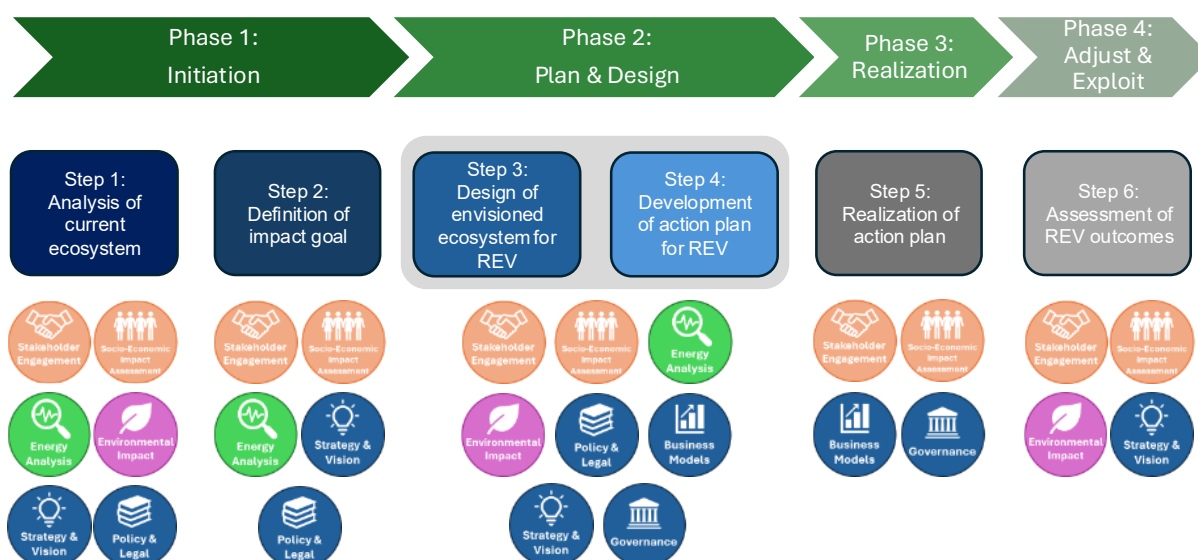 Phase 1:
Initiation
Phase 2:
Plan & Design
Phase 3:
Realization
Phase 4:
Adjust &
Exploit
Step 1:
Analysis of
current
ecosystem
Step 2:
Definition of
impact goal
Step 3:
Design of
envisioned
ecosystem for
REV
Step 4:
Development
of action plan
for REV
Step 5:
Realization of
action plan
Step 6:
Assessment of
REV outcomes
Stakeholder
Engagement
Socio-Economic
Impact
Assessment
Energy
Analysis
Environmental
Impact
Strategy &
Vision
Policy &
Legal
Stakeholder
Engagement
Socio-Economic
Impact
Assessment
Energy
Analysis
Strategy &
Vision
Policy &
Legal
Stakeholder
Engagement
Socio-Economic
Impact
Assessment
Energy
Analysis
Environmental
Impact
Policy &
Legal
Business
Models
Strategy &
Vision
Governance
Stakeholder
Engagement
Socio-Economic
Impact
Assessment
Business
Models
Governance
Stakeholder
Engagement
Socio-Economic
Impact
Assessment
Environmental
Impact
Strategy &
Vision